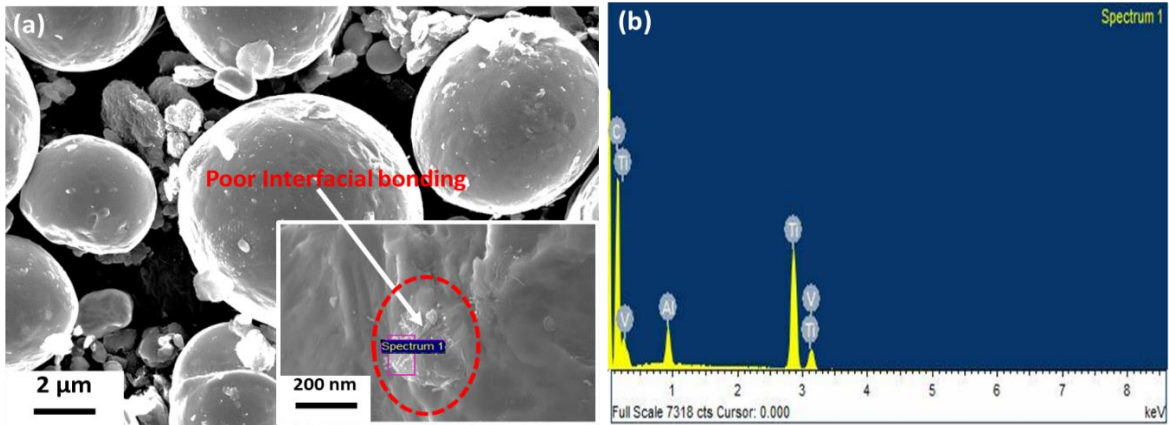 (a)
Poor Interfacial bonding
Spectrum 1
2 µm
200 nm
(b)
Spectrum 1
C
Ti
V
Al
Ti
V
Ti
1 2 3 4 5 6 7 8
Full Scale 7318 cts Cursor: 0.000 keV